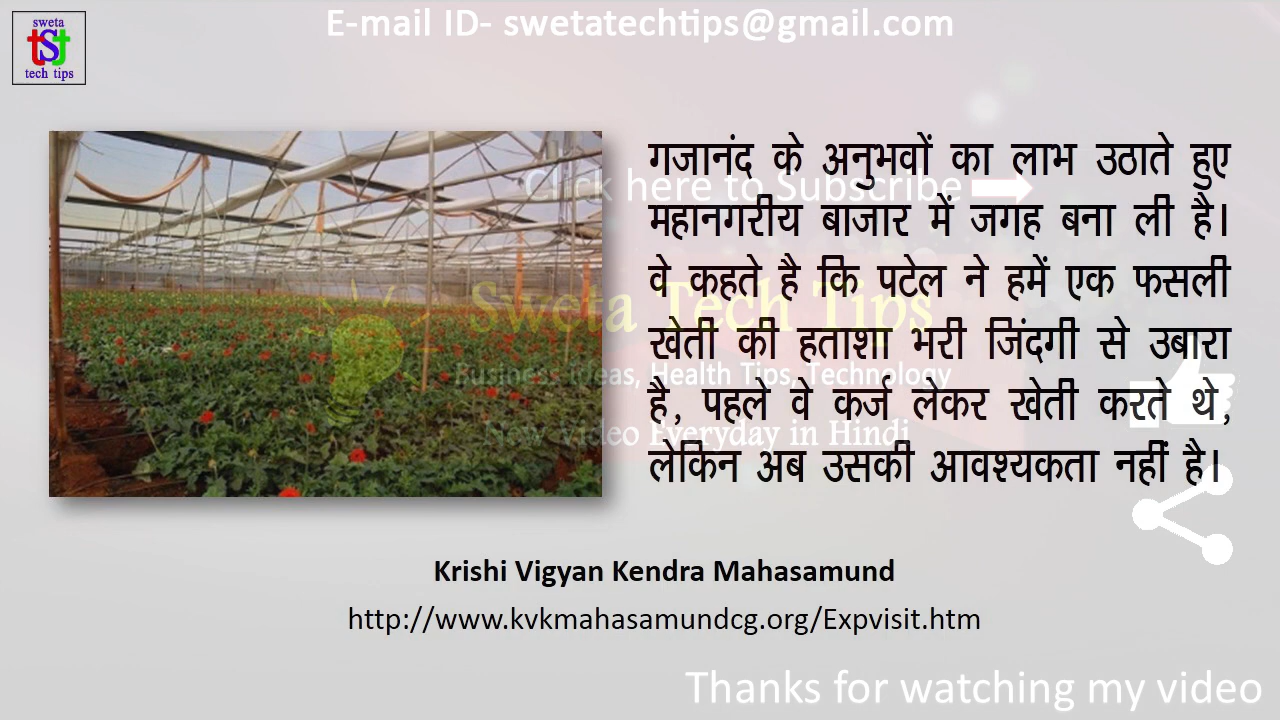 sweta
tST
tech tips
E-mail ID- swetatechtips@gmail.com
गजानंद के अनुभवों का लाभ उठाते हुए
Click here to Subscribe
महानगरीय बाजार में जगह बना ली है।
वे कहते है कि पटेल ने हमें एक फसली
Sweta Tech Tips
खेती की हताशा भरी जिंदगी से उबारा
Business Ideas, Health Tips, Technology
है, पहले वे कर्ज लेकर खेती करते थे,
New Video Everyday in Hindi
लेकिन अब उसकी आवश्यकता नहीं है।
Krishi Vigyan Kendra Mahasamund
http://www.kvkmahasamundcg.org/Expvisit.htm
Thanks for watching my video